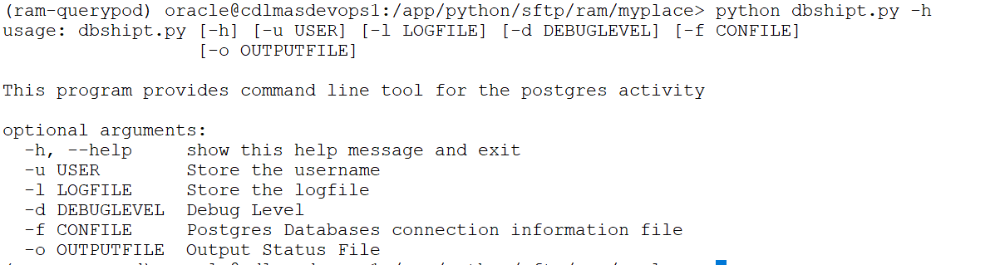 (ram-querypod) oracle@cdlmasdevops1:/app/python/sftp/ram/myplace> python dbshipt.py -h
usage: dbshipt.py [-h] [-u USER] [-l LOGFILE] [-d DEBUGLEVEL] [-f CONFILE]
                  [-o OUTPUTFILE]

This program provides command line tool for the postgres activity

optional arguments:
  -h, --help     show this help message and exit
  -u USER        Store the username
  -l LOGFILE     Store the logfile
  -d DEBUGLEVEL  Debug Level
  -f CONFILE     Postgres Databases connection information file
  -o OUTPUTFILE  Output Status File